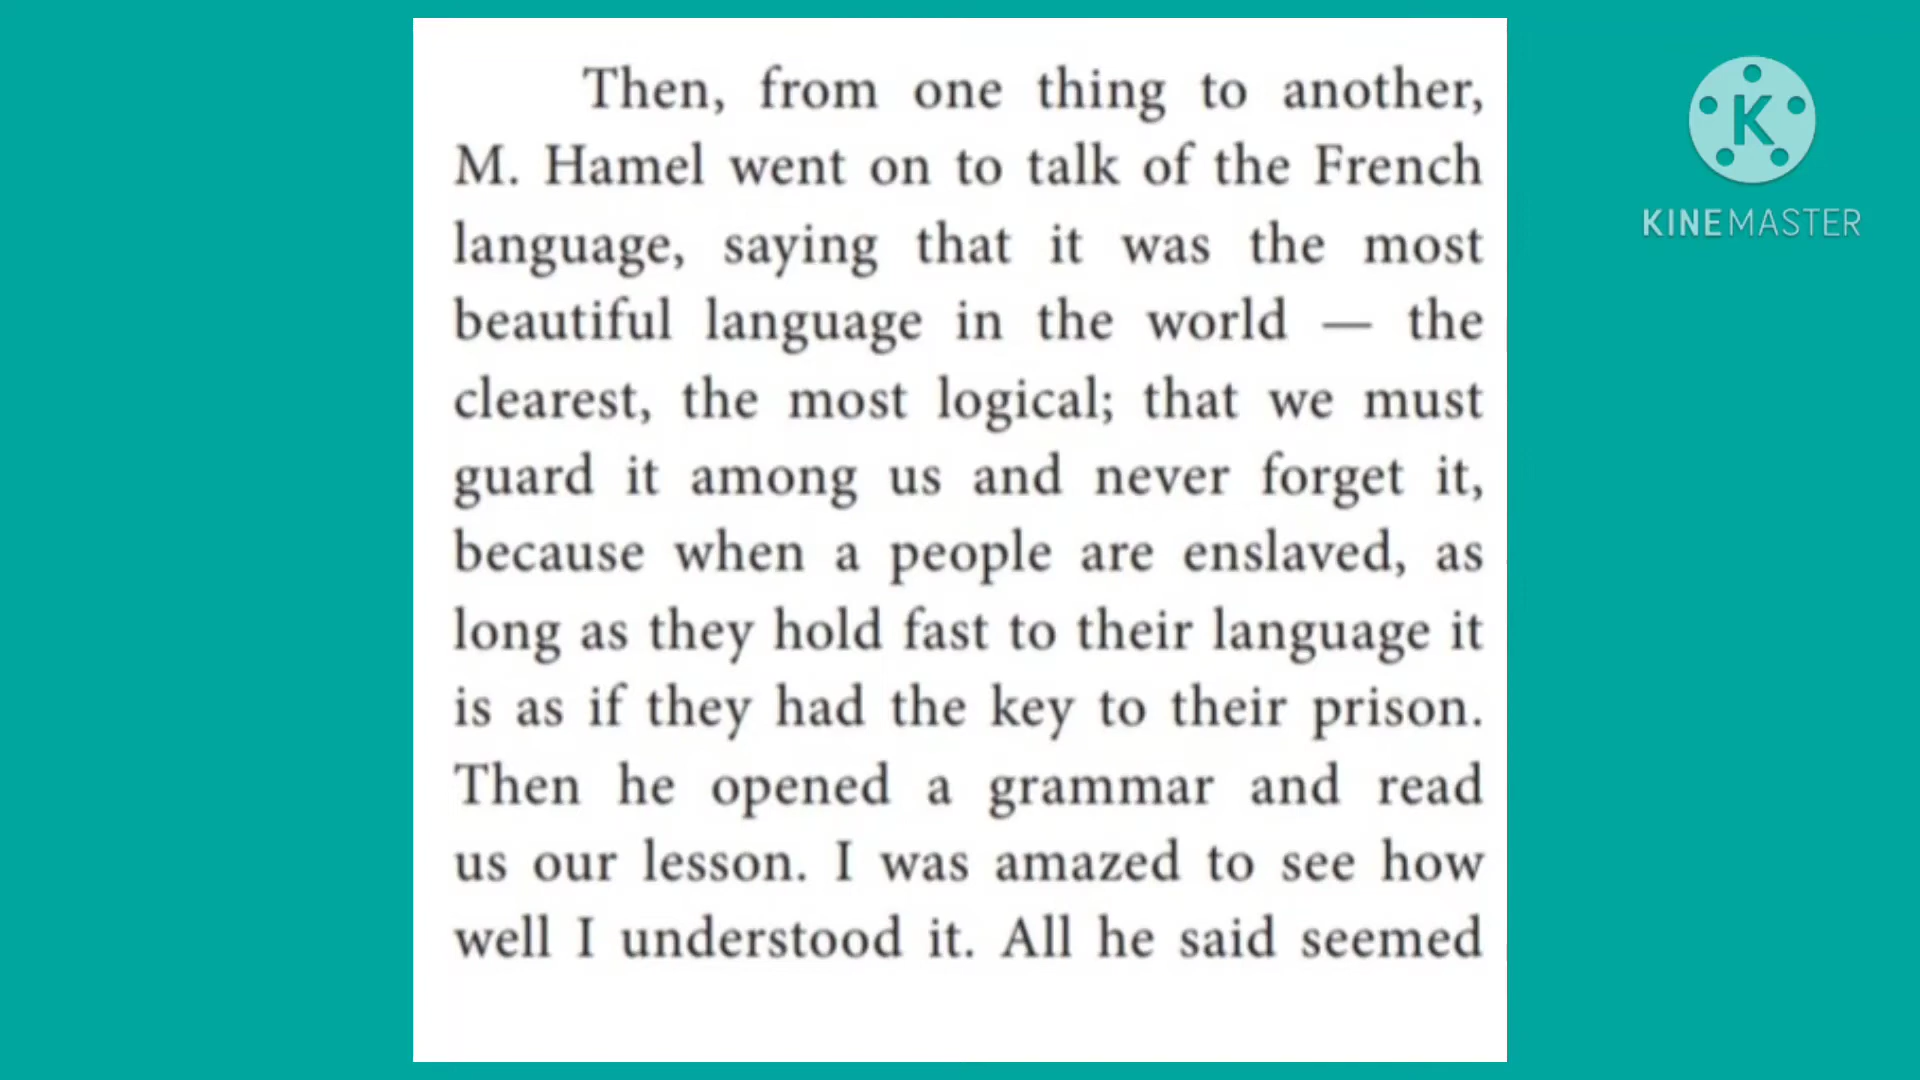 Then, from one thing to another,
M. Hamel went on to talk of the French
language, saying that it was the most
beautiful language in the world — the
clearest, the most logical; that we must
guard it among us and never forget it,
because when a people are enslaved, as
long as they hold fast to their language it
is as if they had the key to their prison.
Then he opened a grammar and read
us our lesson. I was amazed to see how
well I understood it. All he said seemed
K
KINEMASTER